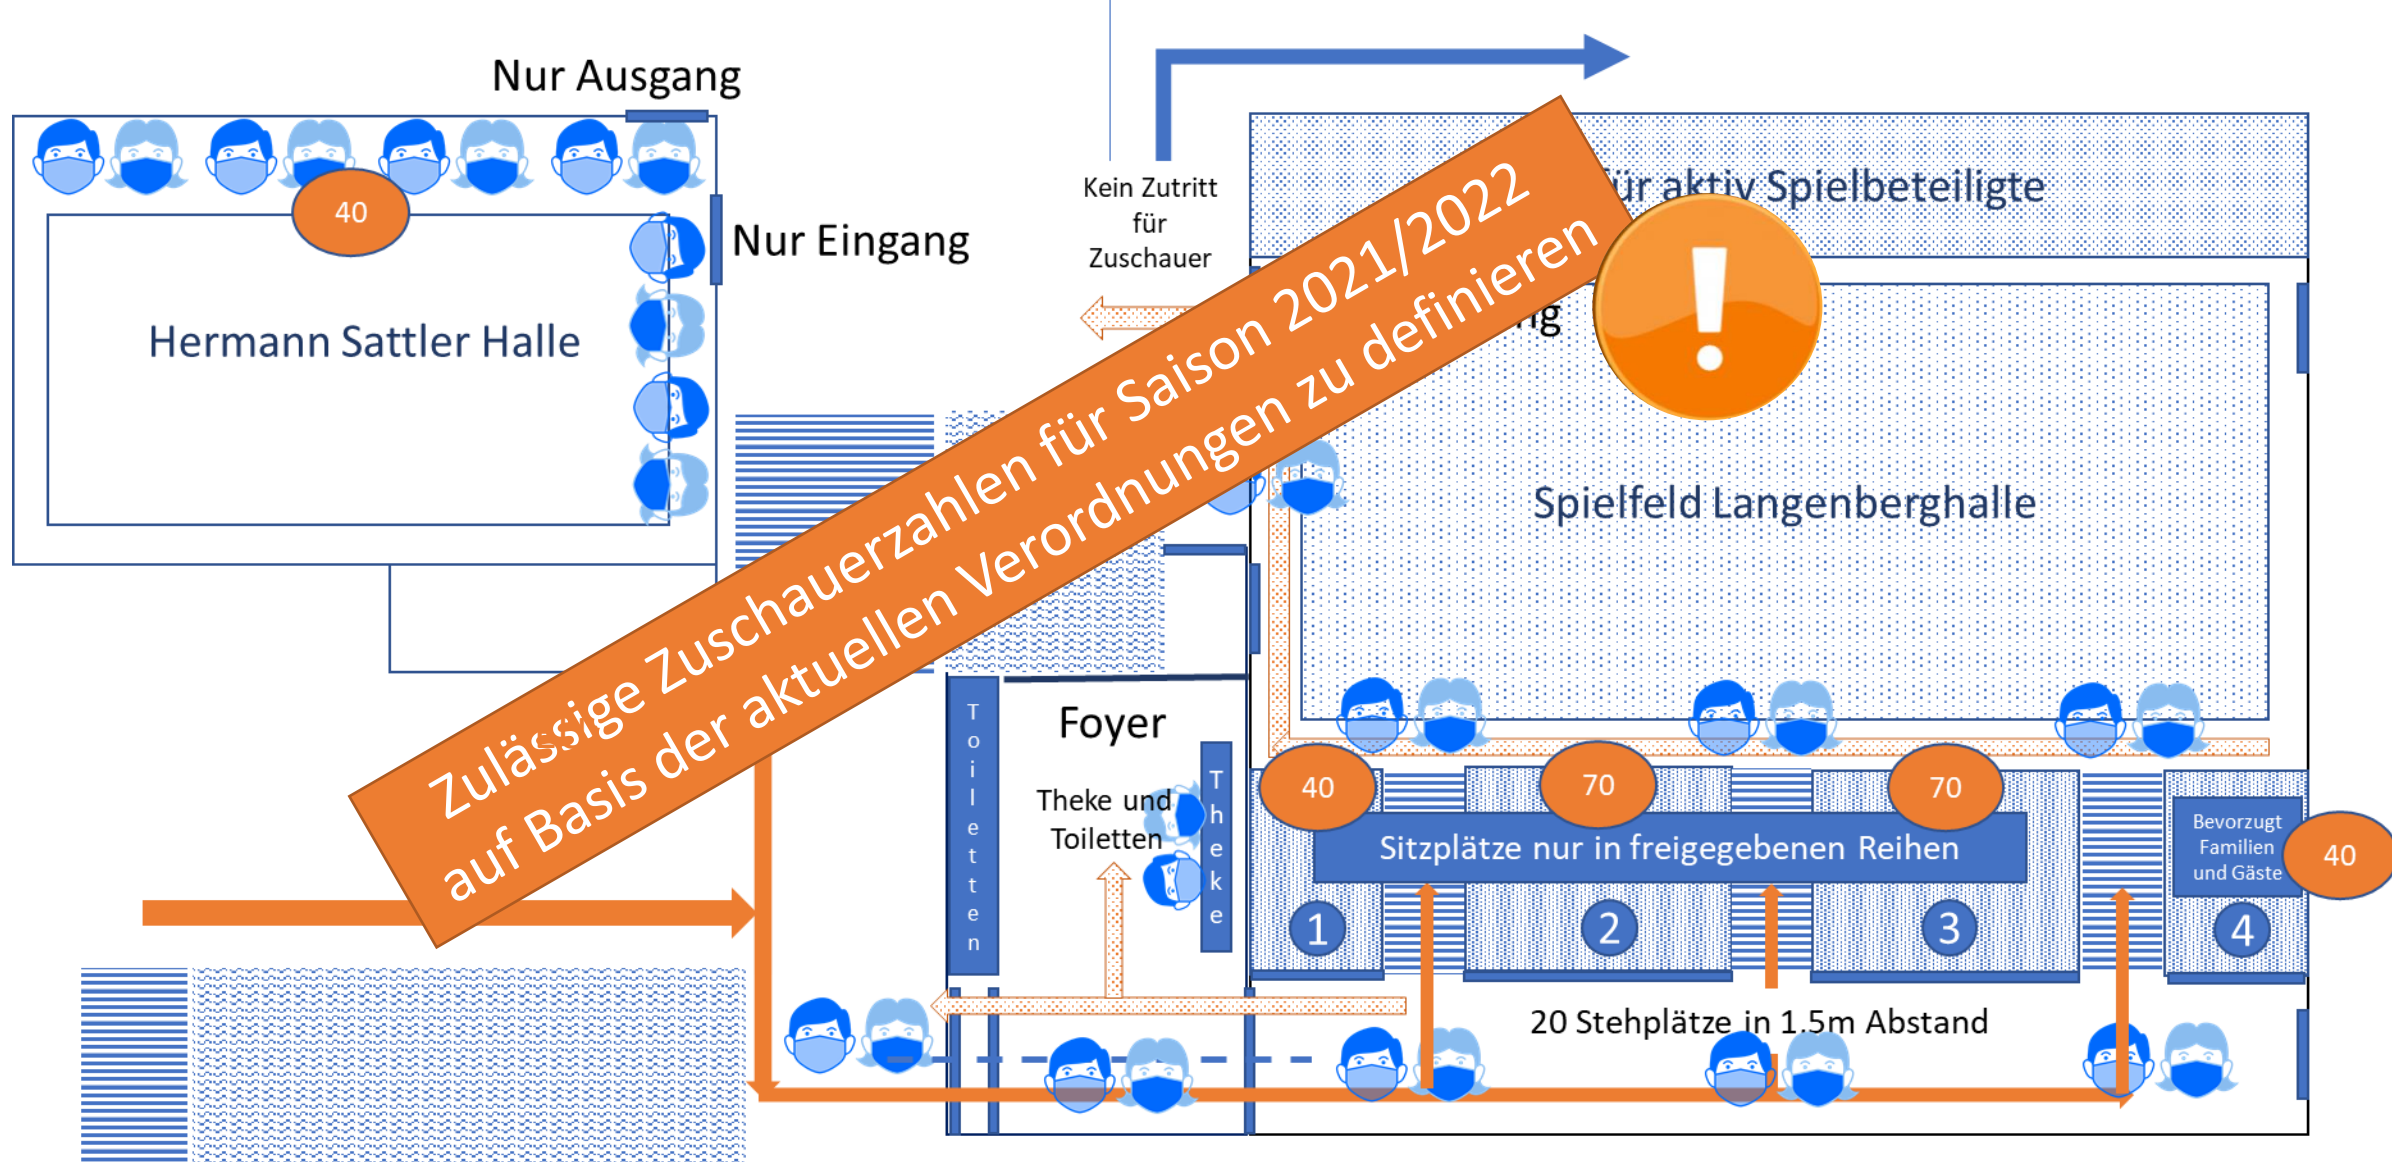 Nur Ausgang
40
Nur Eingang
Hermann Sattler Halle
Kein Zutritt
für
Zuschauer
für aktiv Spielbeteiligte
Zulässige Zuschauerzahlen für Saison 2021/2022
auf Basis der aktuellen Verordnungen zu definieren
Spielfeld Langenberghalle
Toiletten
Foyer
Theke und
Toiletten
Theke
40
70
70
Sitzplätze nur in freigegebenen Reihen
Bevorzugt
Familien
und Gäste
40
1
2
3
4
20 Stehplätze in 1.5m Abstand